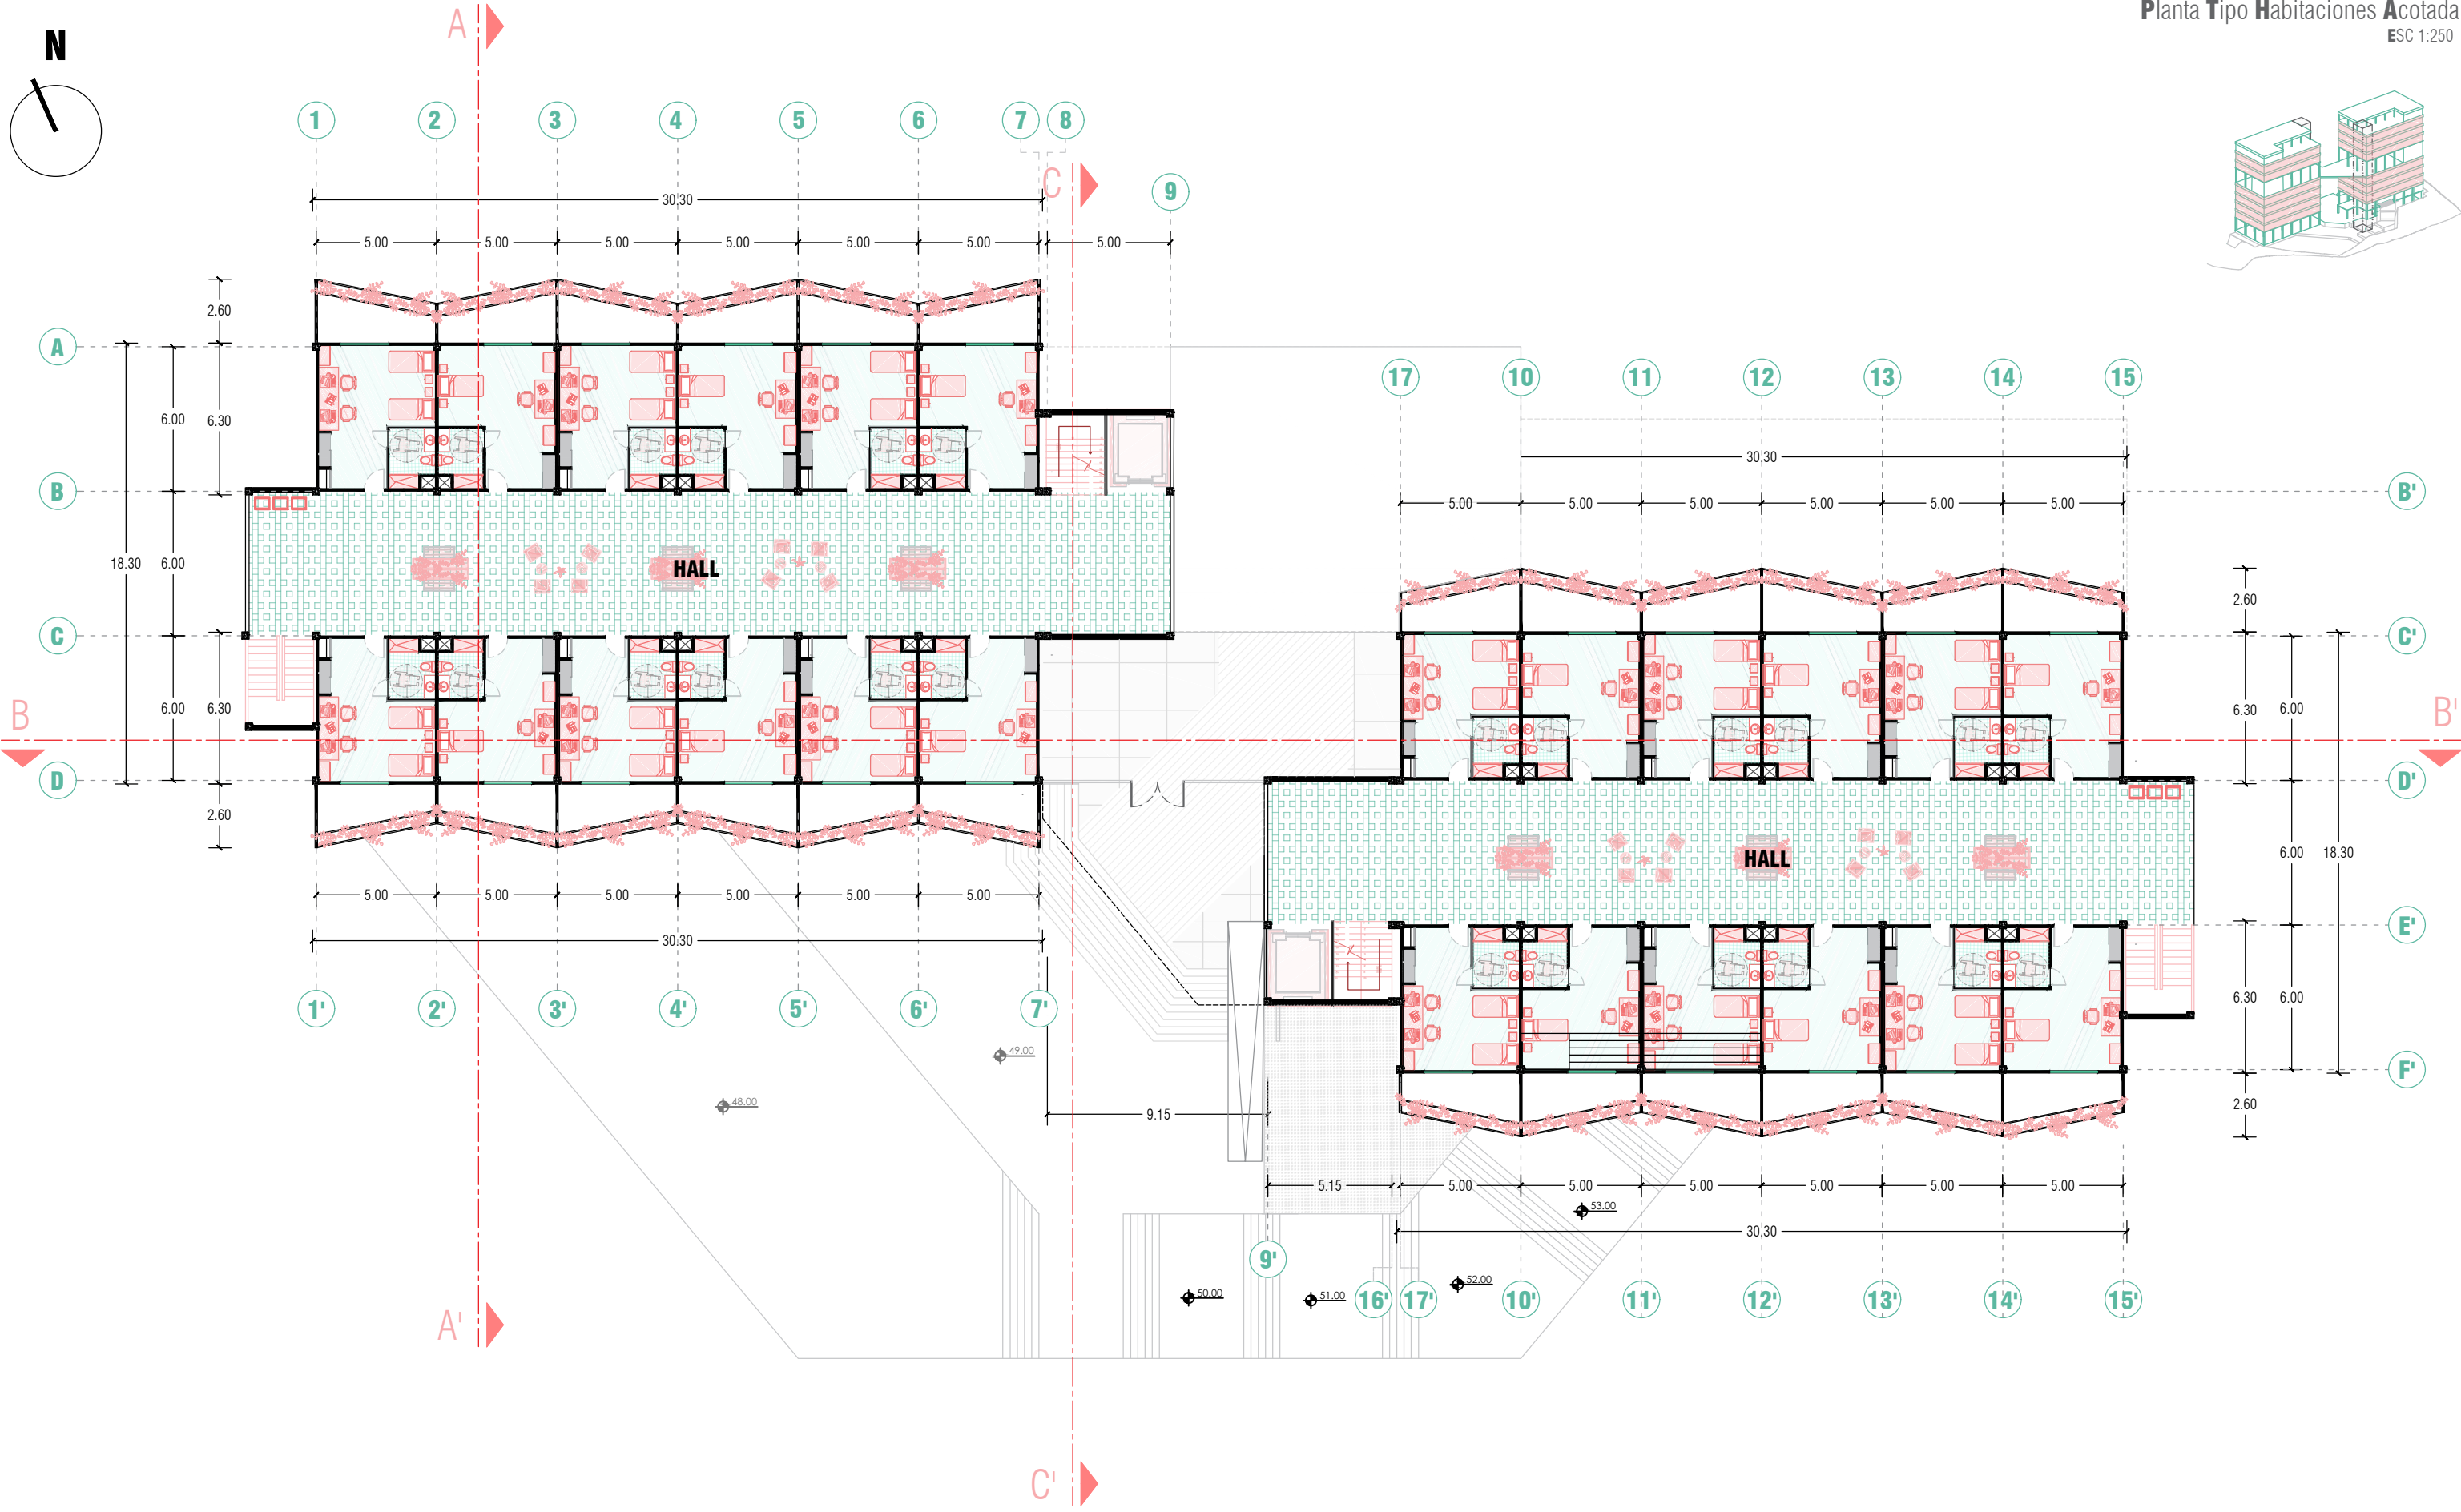 Planta Tipo Habitaciones Acotada
ESC 1:250
N
A
1 2 3 4 5 6 7 8
C
9
30.30
5.00 5.00 5.00 5.00 5.00 5.00 5.00
2.60
A
17 10 11 12 13 14 15
6.00 6.30
30.30
B
B'
5.00 5.00 5.00 5.00 5.00 5.00
18.30 6.00
HALL
2.60
C
C'
6.00 6.30
6.30 6.00
B
B'
D
D'
2.60
HALL
6.00 18.30
5.00 5.00 5.00 5.00 5.00 5.00
E'
30.30
6.30 6.00
1' 2' 3' 4' 5' 6' 7'
49.00
F'
48.00
9.15
2.60
5.15 5.00 5.00 5.00 5.00 5.00 5.00
53.00
30.30
9'
52.00
50.00
51.00
16' 17' 10' 11' 12' 13' 14' 15'
A'
C'